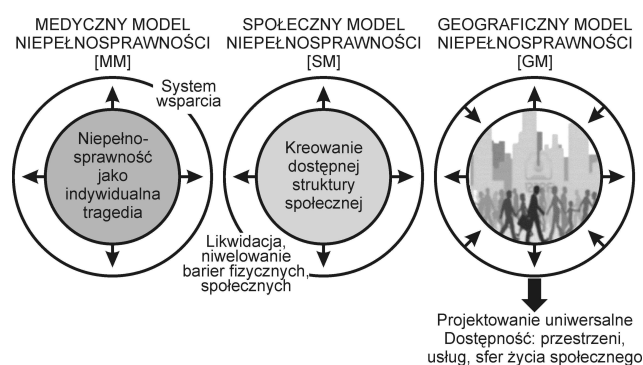 MEDYCZNY MODEL
NIEPEŁNOSPRAWNOŚCI
[MM]
System
wsparcia
Niepełno-
sprawność
jako
indywidualna
tragedia
SPOŁECZNY MODEL
NIEPEŁNOSPRAWNOŚCI
[SM]
Kreowanie
dostępnej
struktury
społecznej
Likwidacja,
niwelowanie
barier fizycznych,
społecznych
GEOGRAFICZNY MODEL
NIEPEŁNOSPRAWNOŚCI
[GM]
Projektowanie uniwersalne
Dostępność: przestrzeni,
usług, sfer życia społecznego